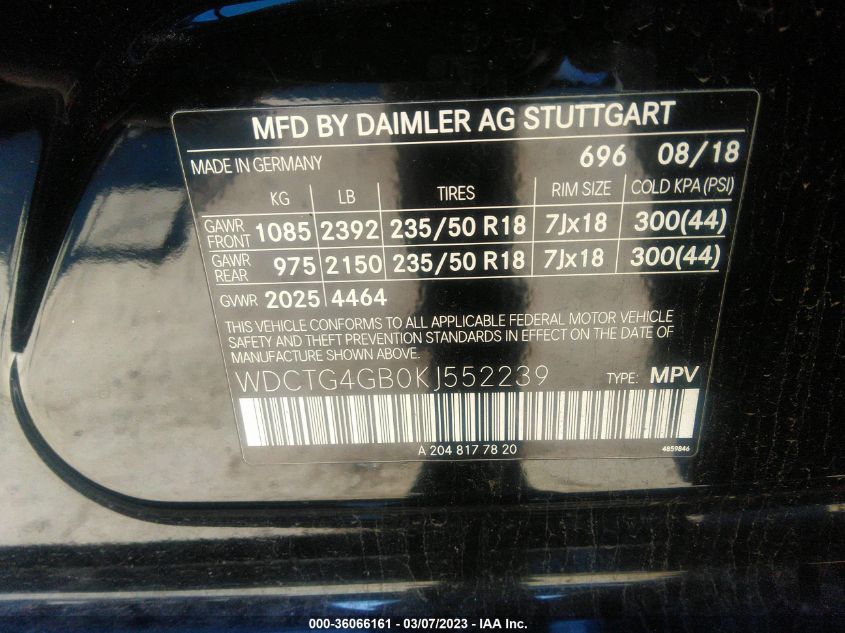 MFD BY DAIMLER AG STUTTGART
MADE IN GERMANY 696 08/18
KG LB TIRES RIM SIZE COLD KPA (PSI)
GAWR FRONT 1085 2392 235/50 R18 7Jx18 300(44)
GAWR REAR 975 2150 235/50 R18 7Jx18 300(44)
GVWR 2025 4464
THIS VEHICLE CONFORMS TO ALL APPLICABLE FEDERAL MOTOR VEHICLE
SAFETY AND THEFT PREVENTION STANDARDS IN EFFECT ON THE DATE OF
MANUFACTURE SHOWN ABOVE.
WDCTG4GB0KJ552239 TYPE: MPV
A 204 817 78 20 4859846
000-36066161 - 03/07/2023 - IAA Inc.